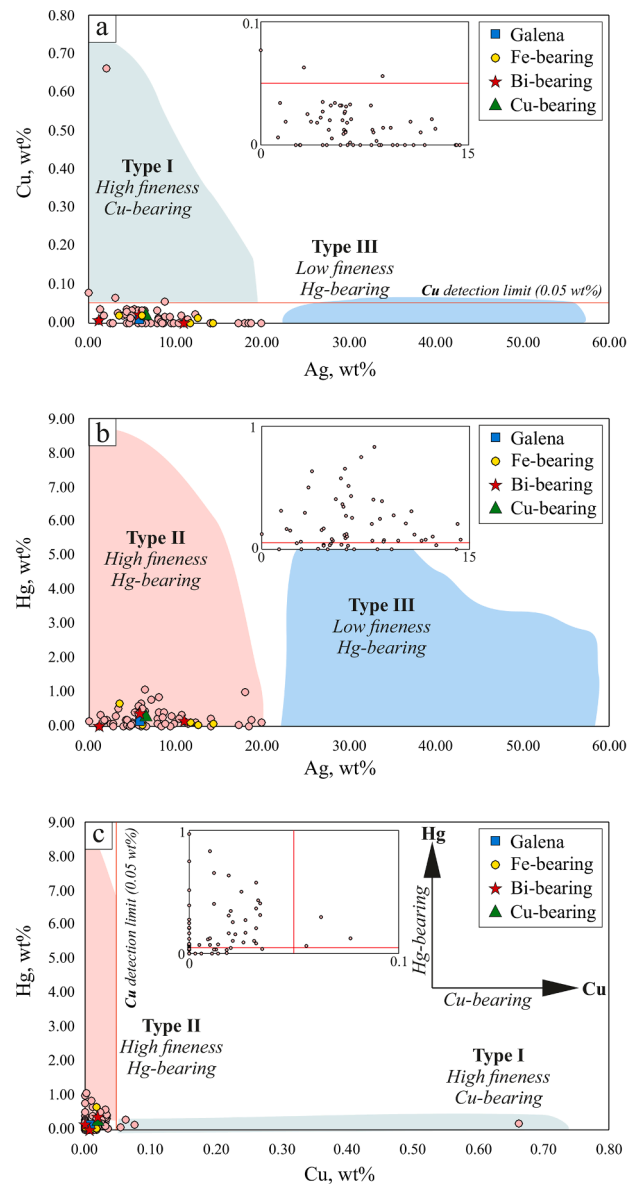 a
0.80
0.70
0.60
0.50
0.40
0.30
0.20
0.10
0.00
Cu, wt%
0.1
0
0
15
Galena
Fe-bearing
Bi-bearing
Cu-bearing
Type I
High fineness
Cu-bearing
Type III
Low fineness
Hg-bearing
Cu detection limit (0.05 wt%)
0.00 10.00 20.00 30.00 40.00 50.00 60.00
Ag, wt%
b
9.00
8.00
7.00
6.00
5.00
4.00
3.00
2.00
1.00
0.00
Hg, wt%
1
0
0
15
Galena
Fe-bearing
Bi-bearing
Cu-bearing
Type II
High fineness
Hg-bearing
Type III
Low fineness
Hg-bearing
0.00 10.00 20.00 30.00 40.00 50.00 60.00
Ag, wt%
c
9.00
8.00
7.00
6.00
5.00
4.00
3.00
2.00
1.00
0.00
Hg, wt%
Cu detection limit (0.05 wt%)
1
0
0
0.1
Hg
Hg-bearing
Cu-bearing
Cu
Galena
Fe-bearing
Bi-bearing
Cu-bearing
Type II
High fineness
Hg-bearing
Type I
High fineness
Cu-bearing
0.00 0.10 0.20 0.30 0.40 0.50 0.60 0.70 0.80
Cu, wt%